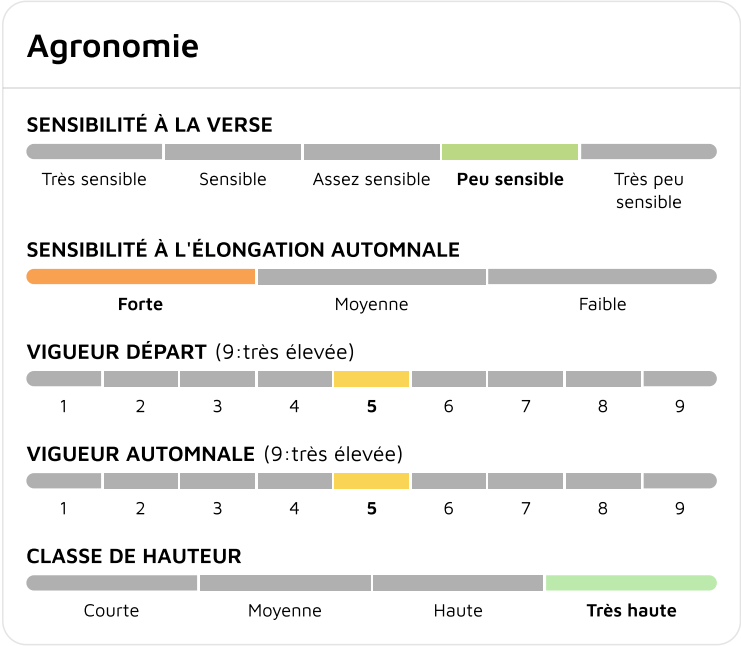 Agronomie
SENSIBILITÉ À LA VERSE
Très sensible Sensible Assez sensible Peu sensible Très peu
sensible
SENSIBILITÉ À L'ÉLONGATION AUTOMNALE
Forte Moyenne Faible
VIGUEUR DÉPART (9:très élevée)
1 2 3 4 5 6 7 8 9
VIGUEUR AUTOMNALE (9:très élevée)
1 2 3 4 5 6 7 8 9
CLASSE DE HAUTEUR
Courte Moyenne Haute Très haute